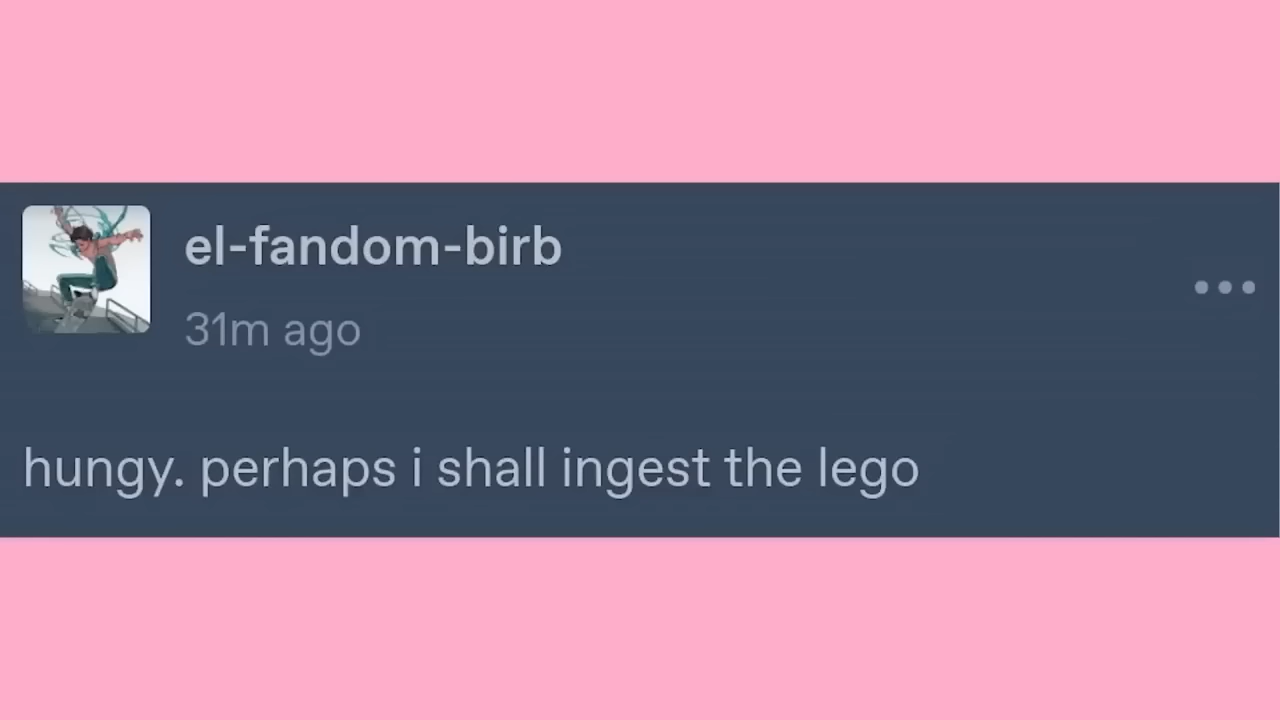 el-fandom-birb
31m ago
hungy. perhaps i shall ingest the lego